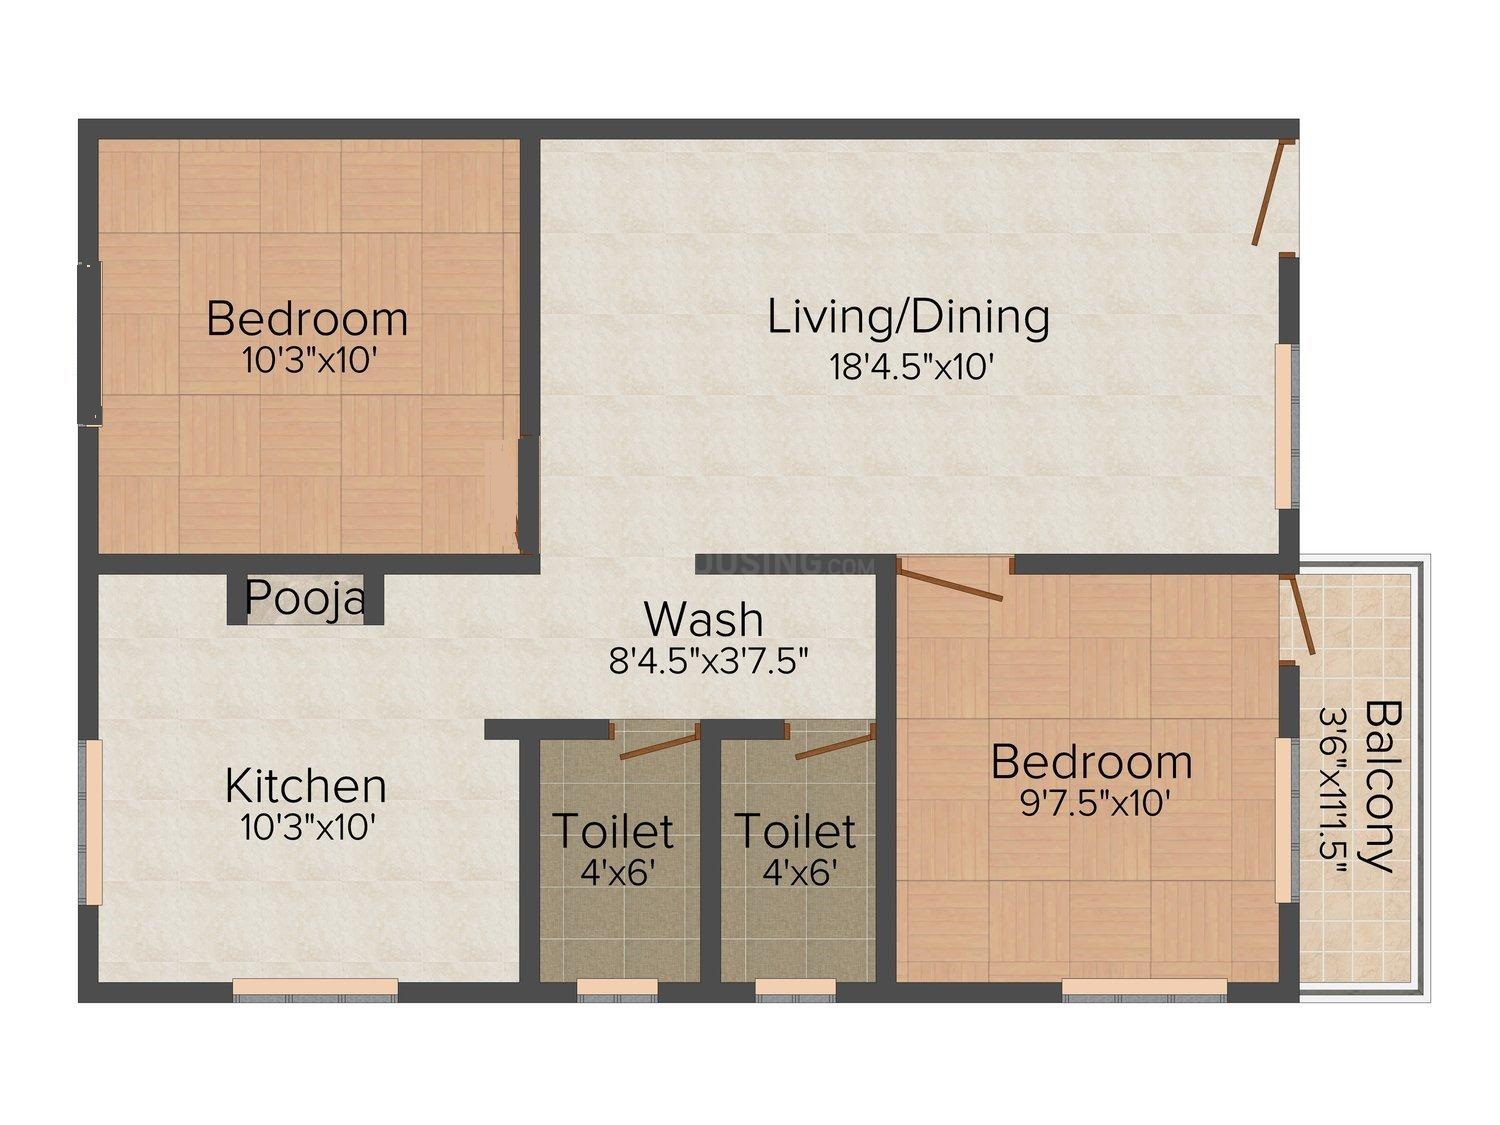 Bedroom
10'3"x10'
Living/Dining
18'4.5"x10'
HOUSING.COM
Pooja
Wash
8'4.5"x3'7.5"
Kitchen
10'3"x10'
Toilet
4'x6'
Toilet
4'x6'
Bedroom
9'7.5"x10'
Balcony
3'6"x11'1.5"